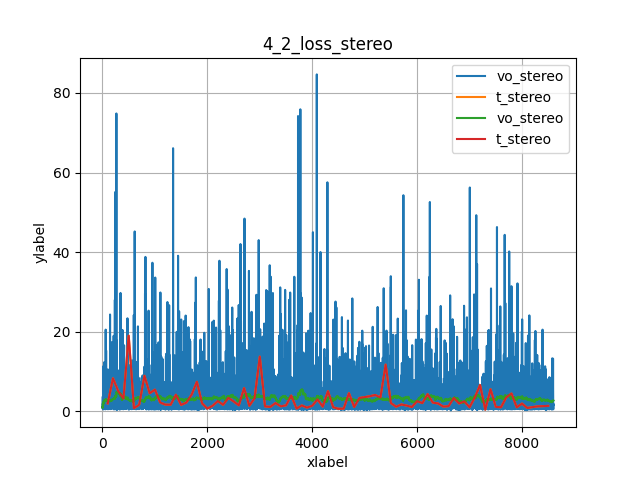 4_2_loss_stereo
vo_stereo
t_stereo
vo_stereo
t_stereo
ylabel
80
60
40
20
0
0 2000 4000 6000 8000
xlabel